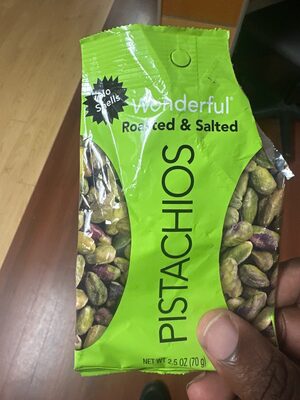 No
Shells
Wonderful
Roasted & Salted
PISTACHIOS
NET WT 2.5 OZ (70 g)